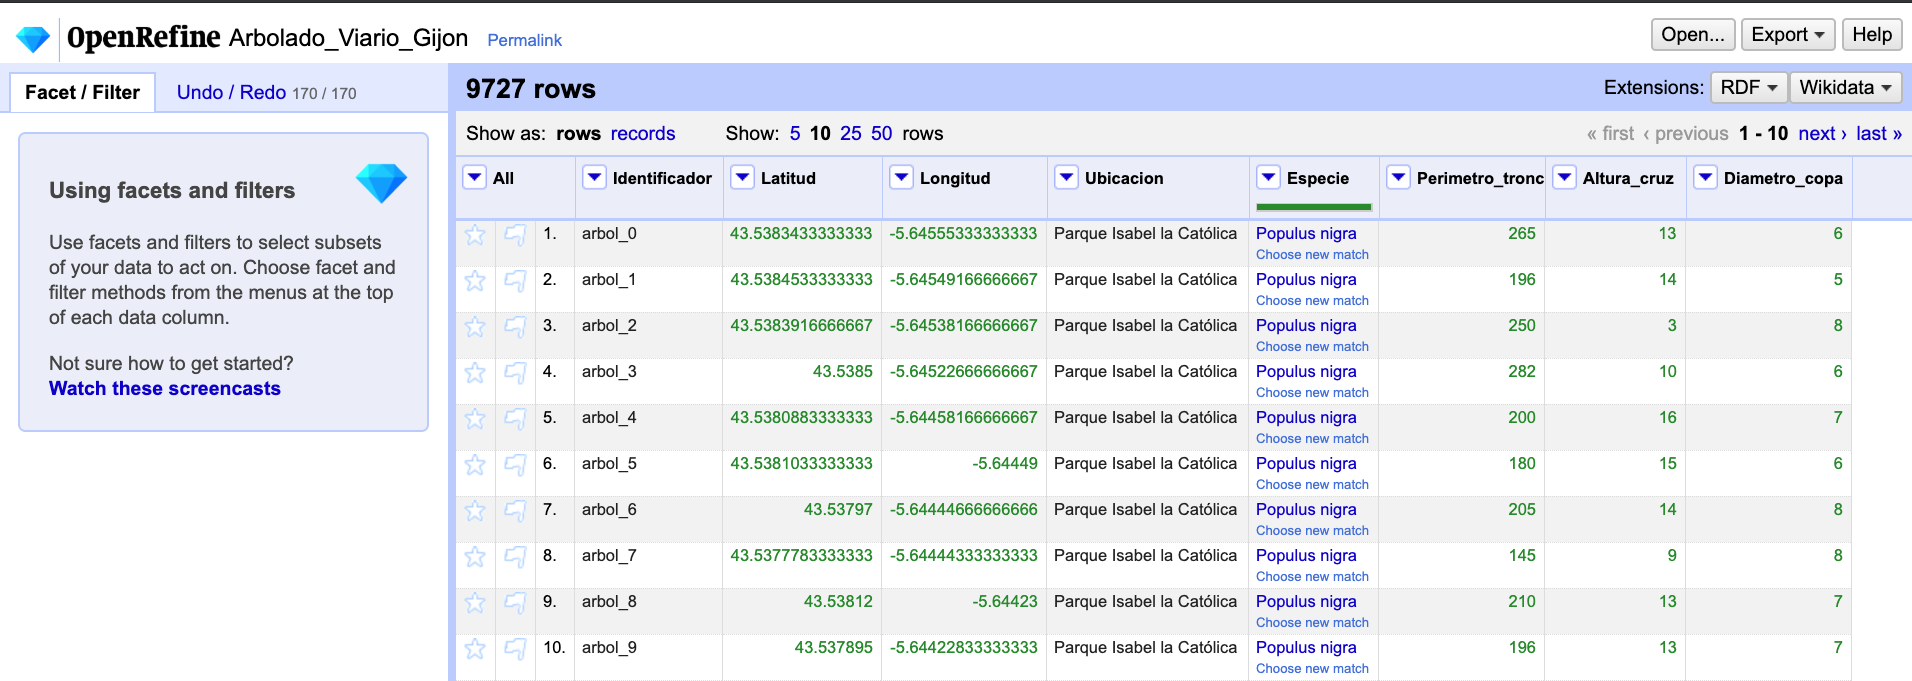 OpenRefine Arbolado_Viario_Gijon Permalink Open... Export Help
Facet / Filter Undo / Redo 170 / 170 9727 rows Extensions: RDF Wikidata
Show as: rows records Show: 5 10 25 50 rows « first ‹ previous 1 - 10 next › last »
Using facets and filters
Use facets and filters to select subsets
of your data to act on. Choose facet and
filter methods from the menus at the top
of each data column.
Not sure how to get started?
Watch these screencasts
All Identificador Latitud Longitud Ubicacion Especie Perimetro_tronc Altura_cruz Diametro_copa
1. arbol_0 43.5383433333333 -5.64555333333333 Parque Isabel la Católica Populus nigra 265 13 6
Choose new match
2. arbol_1 43.5384533333333 -5.64549166666667 Parque Isabel la Católica Populus nigra 196 14 5
Choose new match
3. arbol_2 43.5383916666667 -5.64538166666667 Parque Isabel la Católica Populus nigra 250 3 8
Choose new match
4. arbol_3 43.5385 -5.64522666666667 Parque Isabel la Católica Populus nigra 282 10 6
Choose new match
5. arbol_4 43.5380883333333 -5.64458166666667 Parque Isabel la Católica Populus nigra 200 16 7
Choose new match
6. arbol_5 43.5381033333333 -5.64449 Parque Isabel la Católica Populus nigra 180 15 6
Choose new match
7. arbol_6 43.53797 -5.64444666666666 Parque Isabel la Católica Populus nigra 205 14 8
Choose new match
8. arbol_7 43.5377783333333 -5.64444333333333 Parque Isabel la Católica Populus nigra 145 9 8
Choose new match
9. arbol_8 43.53812 -5.64423 Parque Isabel la Católica Populus nigra 210 13 7
Choose new match
10. arbol_9 43.537895 -5.64422833333333 Parque Isabel la Católica Populus nigra 196 13 7
Choose new match